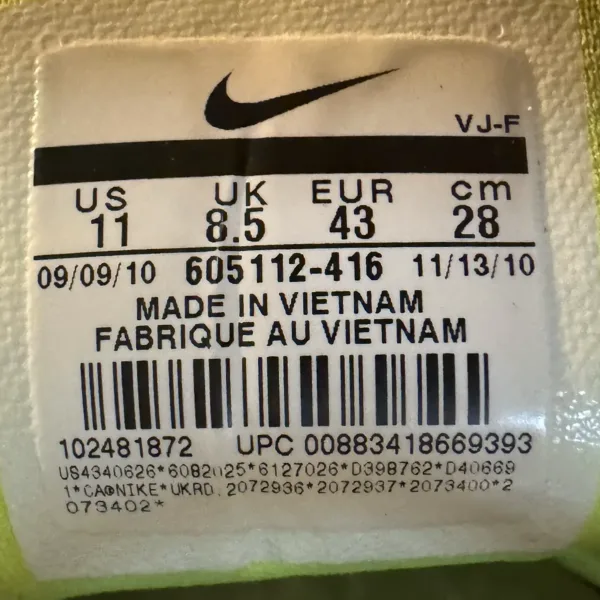 VJ-F
US UK EUR cm
11 8.5 43 28
09/09/10 605112-416 11/13/10
MADE IN VIETNAM
FABRIQUE AU VIETNAM
102481872 UPC 00883418669393
US4340626*6082025*6127026*D398762*D40669
1*CA@NIKE*UKRD. 2072936*2072937*2073400*2
073402*